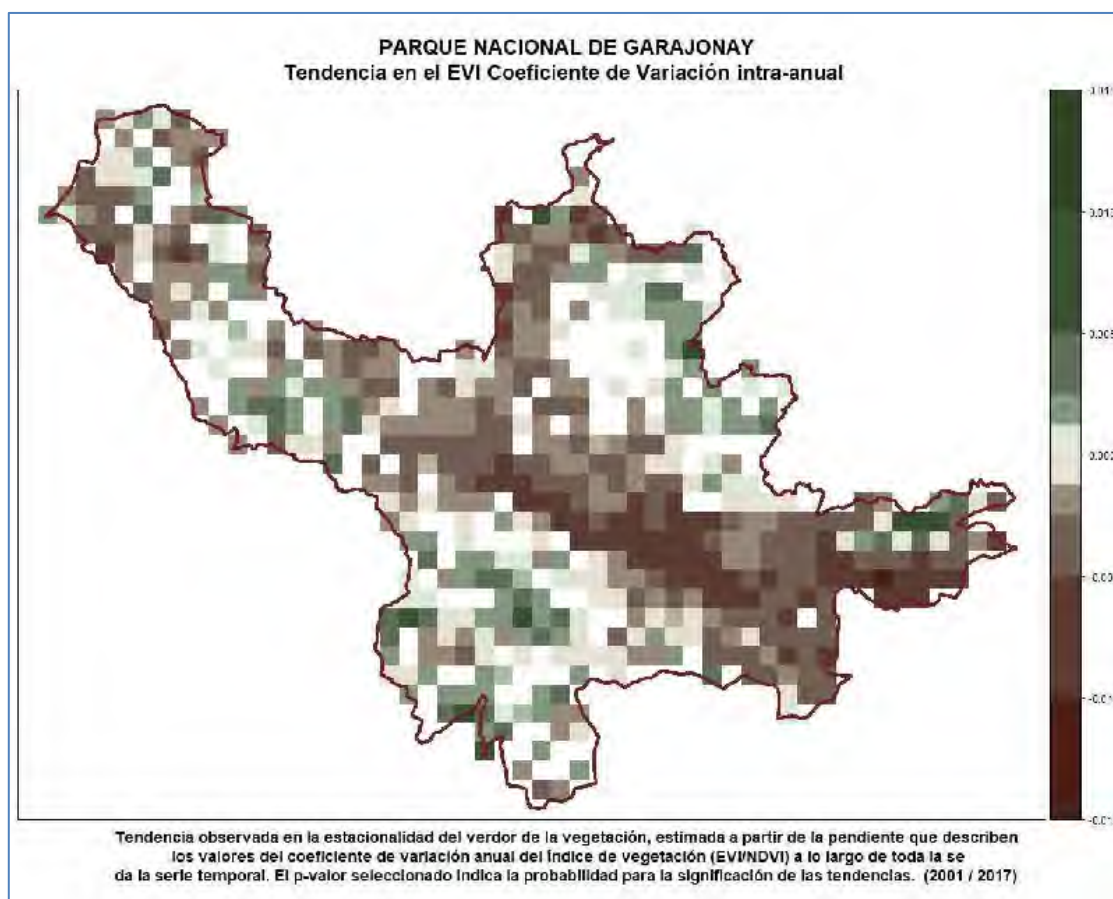 PARQUE NACIONAL DE GARAJONAY
Tendencia en el EVI Coeficiente de Variación intra-anual
Tendencia observada en la estacionalidad del verdor de la vegetación, estimada a partir de la pendiente que describen
los valores del coeficiente de variación anual del índice de vegetación (EVI/NDVI) a lo largo de toda la se
da la serie temporal. El p-valor seleccionado indica la probabilidad para la significación de las tendencias. (2001 / 2017)